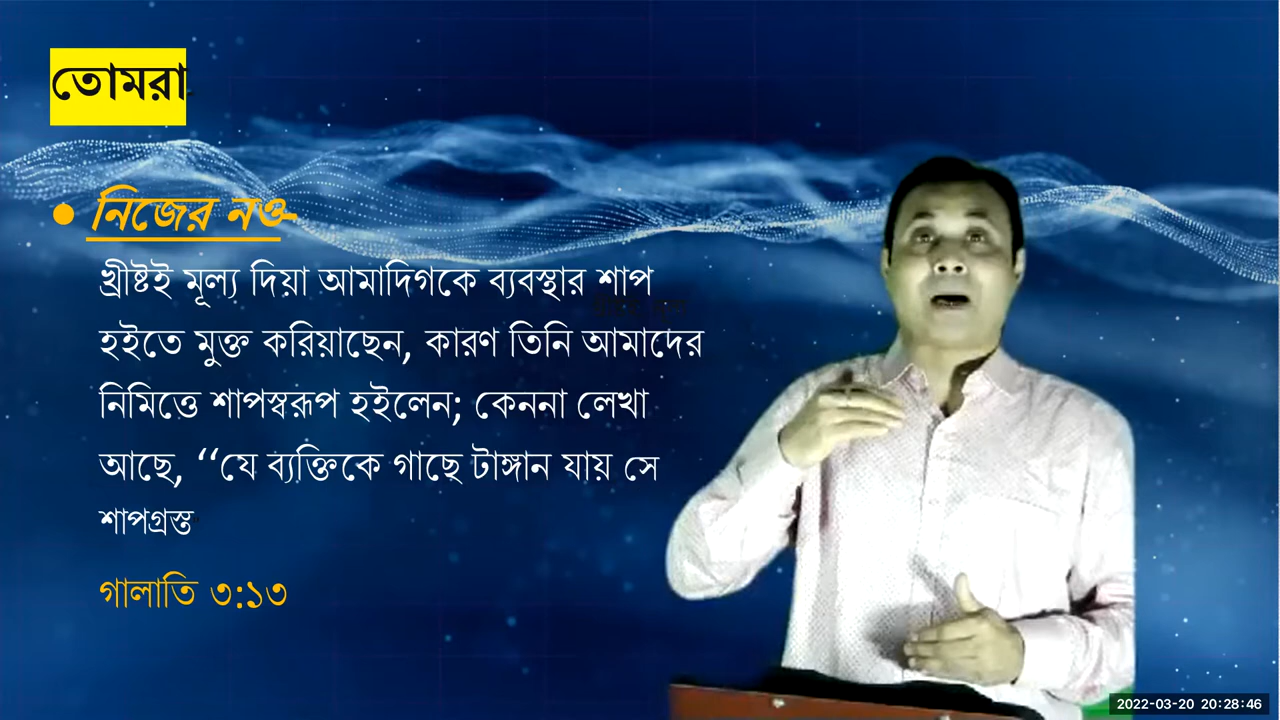 তোমরা
• নিজের নও-
খ্রীষ্টই মূল্য দিয়া আমাদিগকে ব্যবস্থার শাপ
হইতে মুক্ত করিয়াছেন, কারণ তিনি আমাদের
নিমিত্তে শাপস্বরূপ হইলেন; কেননা লেখা
আছে, ‘‘যে ব্যক্তিকে গাছে টাঙ্গান যায় সে
শাপগ্রস্ত
গালাতি ৩:১৩
2022-03-20 20:28:46